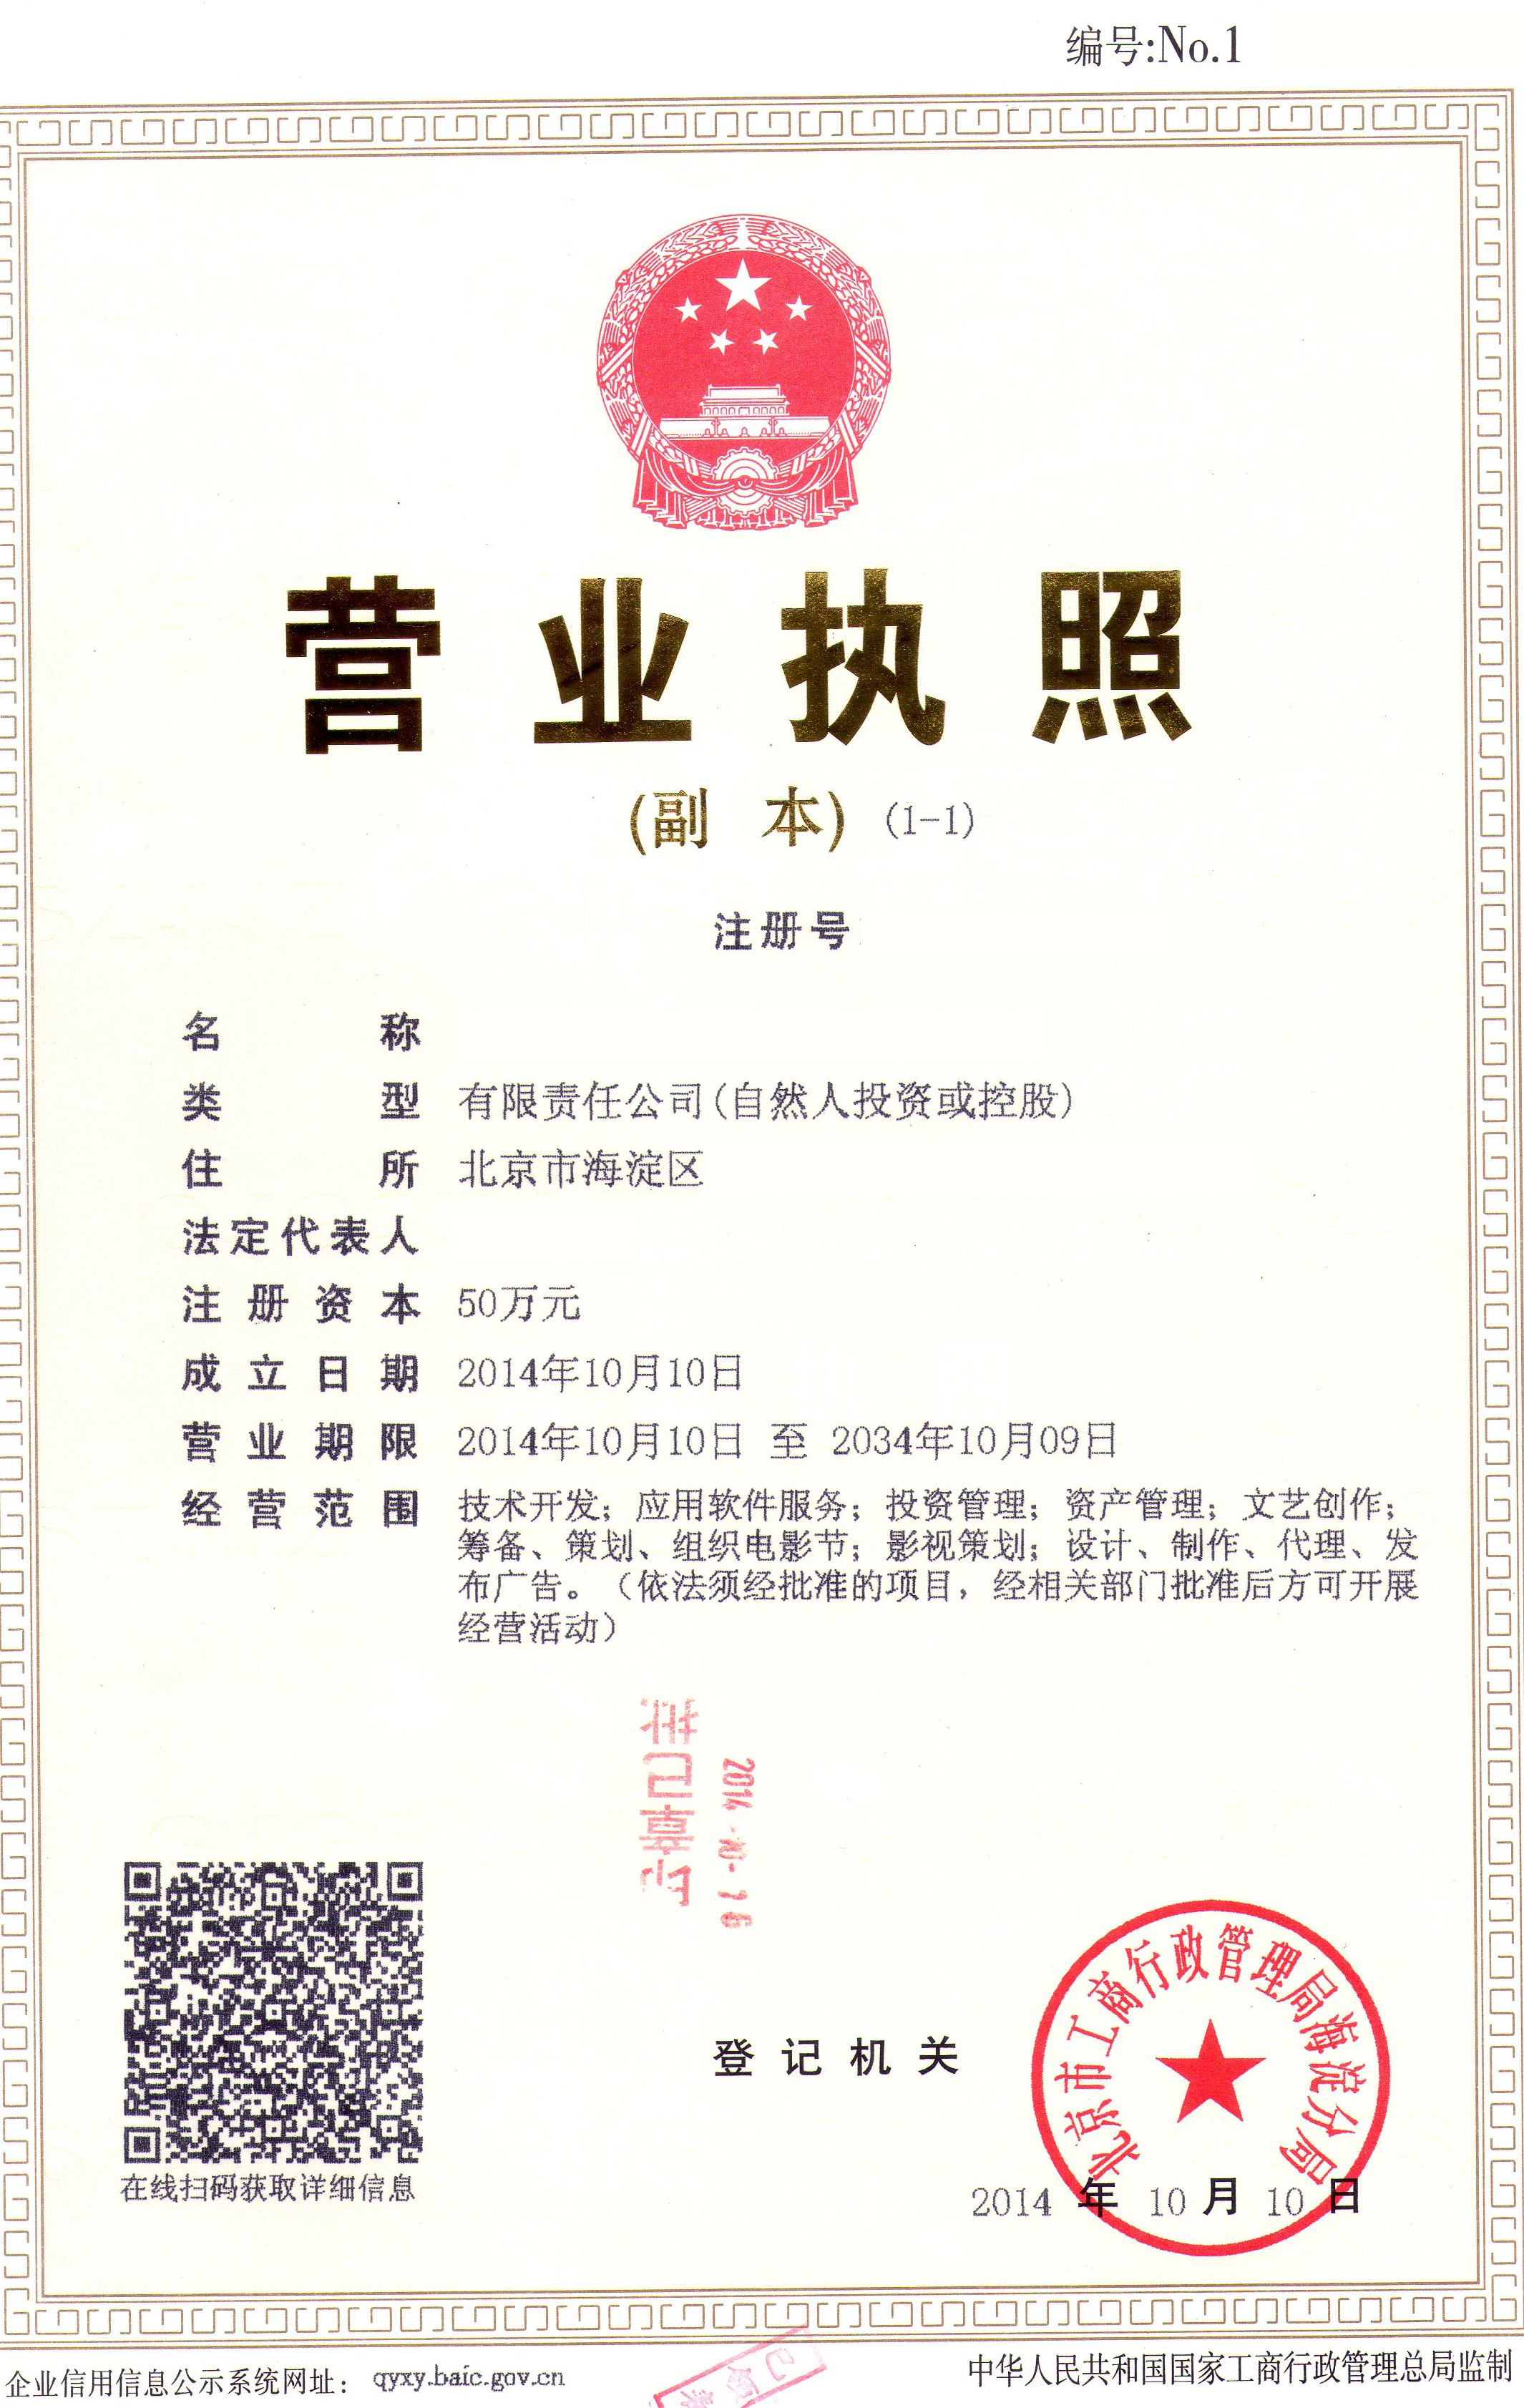 编号:No.1
营业执照
(副 本) (1-1)
注册号
名称
类型 有限责任公司(自然人投资或控股)
住所 北京市海淀区
法定代表人
注册资本 50万元
成立日期 2014年10月10日
营业期限 2014年10月10日 至 2034年10月09日
经营范围 技术开发；应用软件服务；投资管理；资产管理；文艺创作；
筹备、策划、组织电影节；影视策划；设计、制作、代理、发
布广告。（依法须经批准的项目，经相关部门批准后方可开展
经营活动）
登记机关
北京市工商行政管理局海淀分局
2014 年 10 月 10 日
在线扫码获取详细信息
企业信用信息公示系统网址： qyxy.baic.gov.cn
中华人民共和国国家工商行政管理总局监制